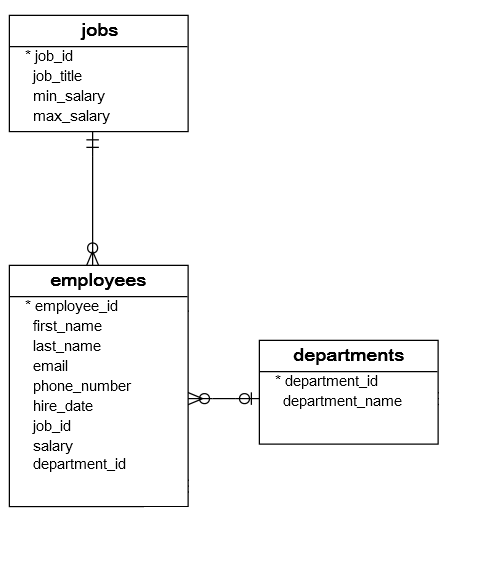 jobs
* job_id
job_title
min_salary
max_salary
employees
* employee_id
first_name
last_name
email
phone_number
hire_date
job_id
salary
department_id
departments
* department_id
department_name